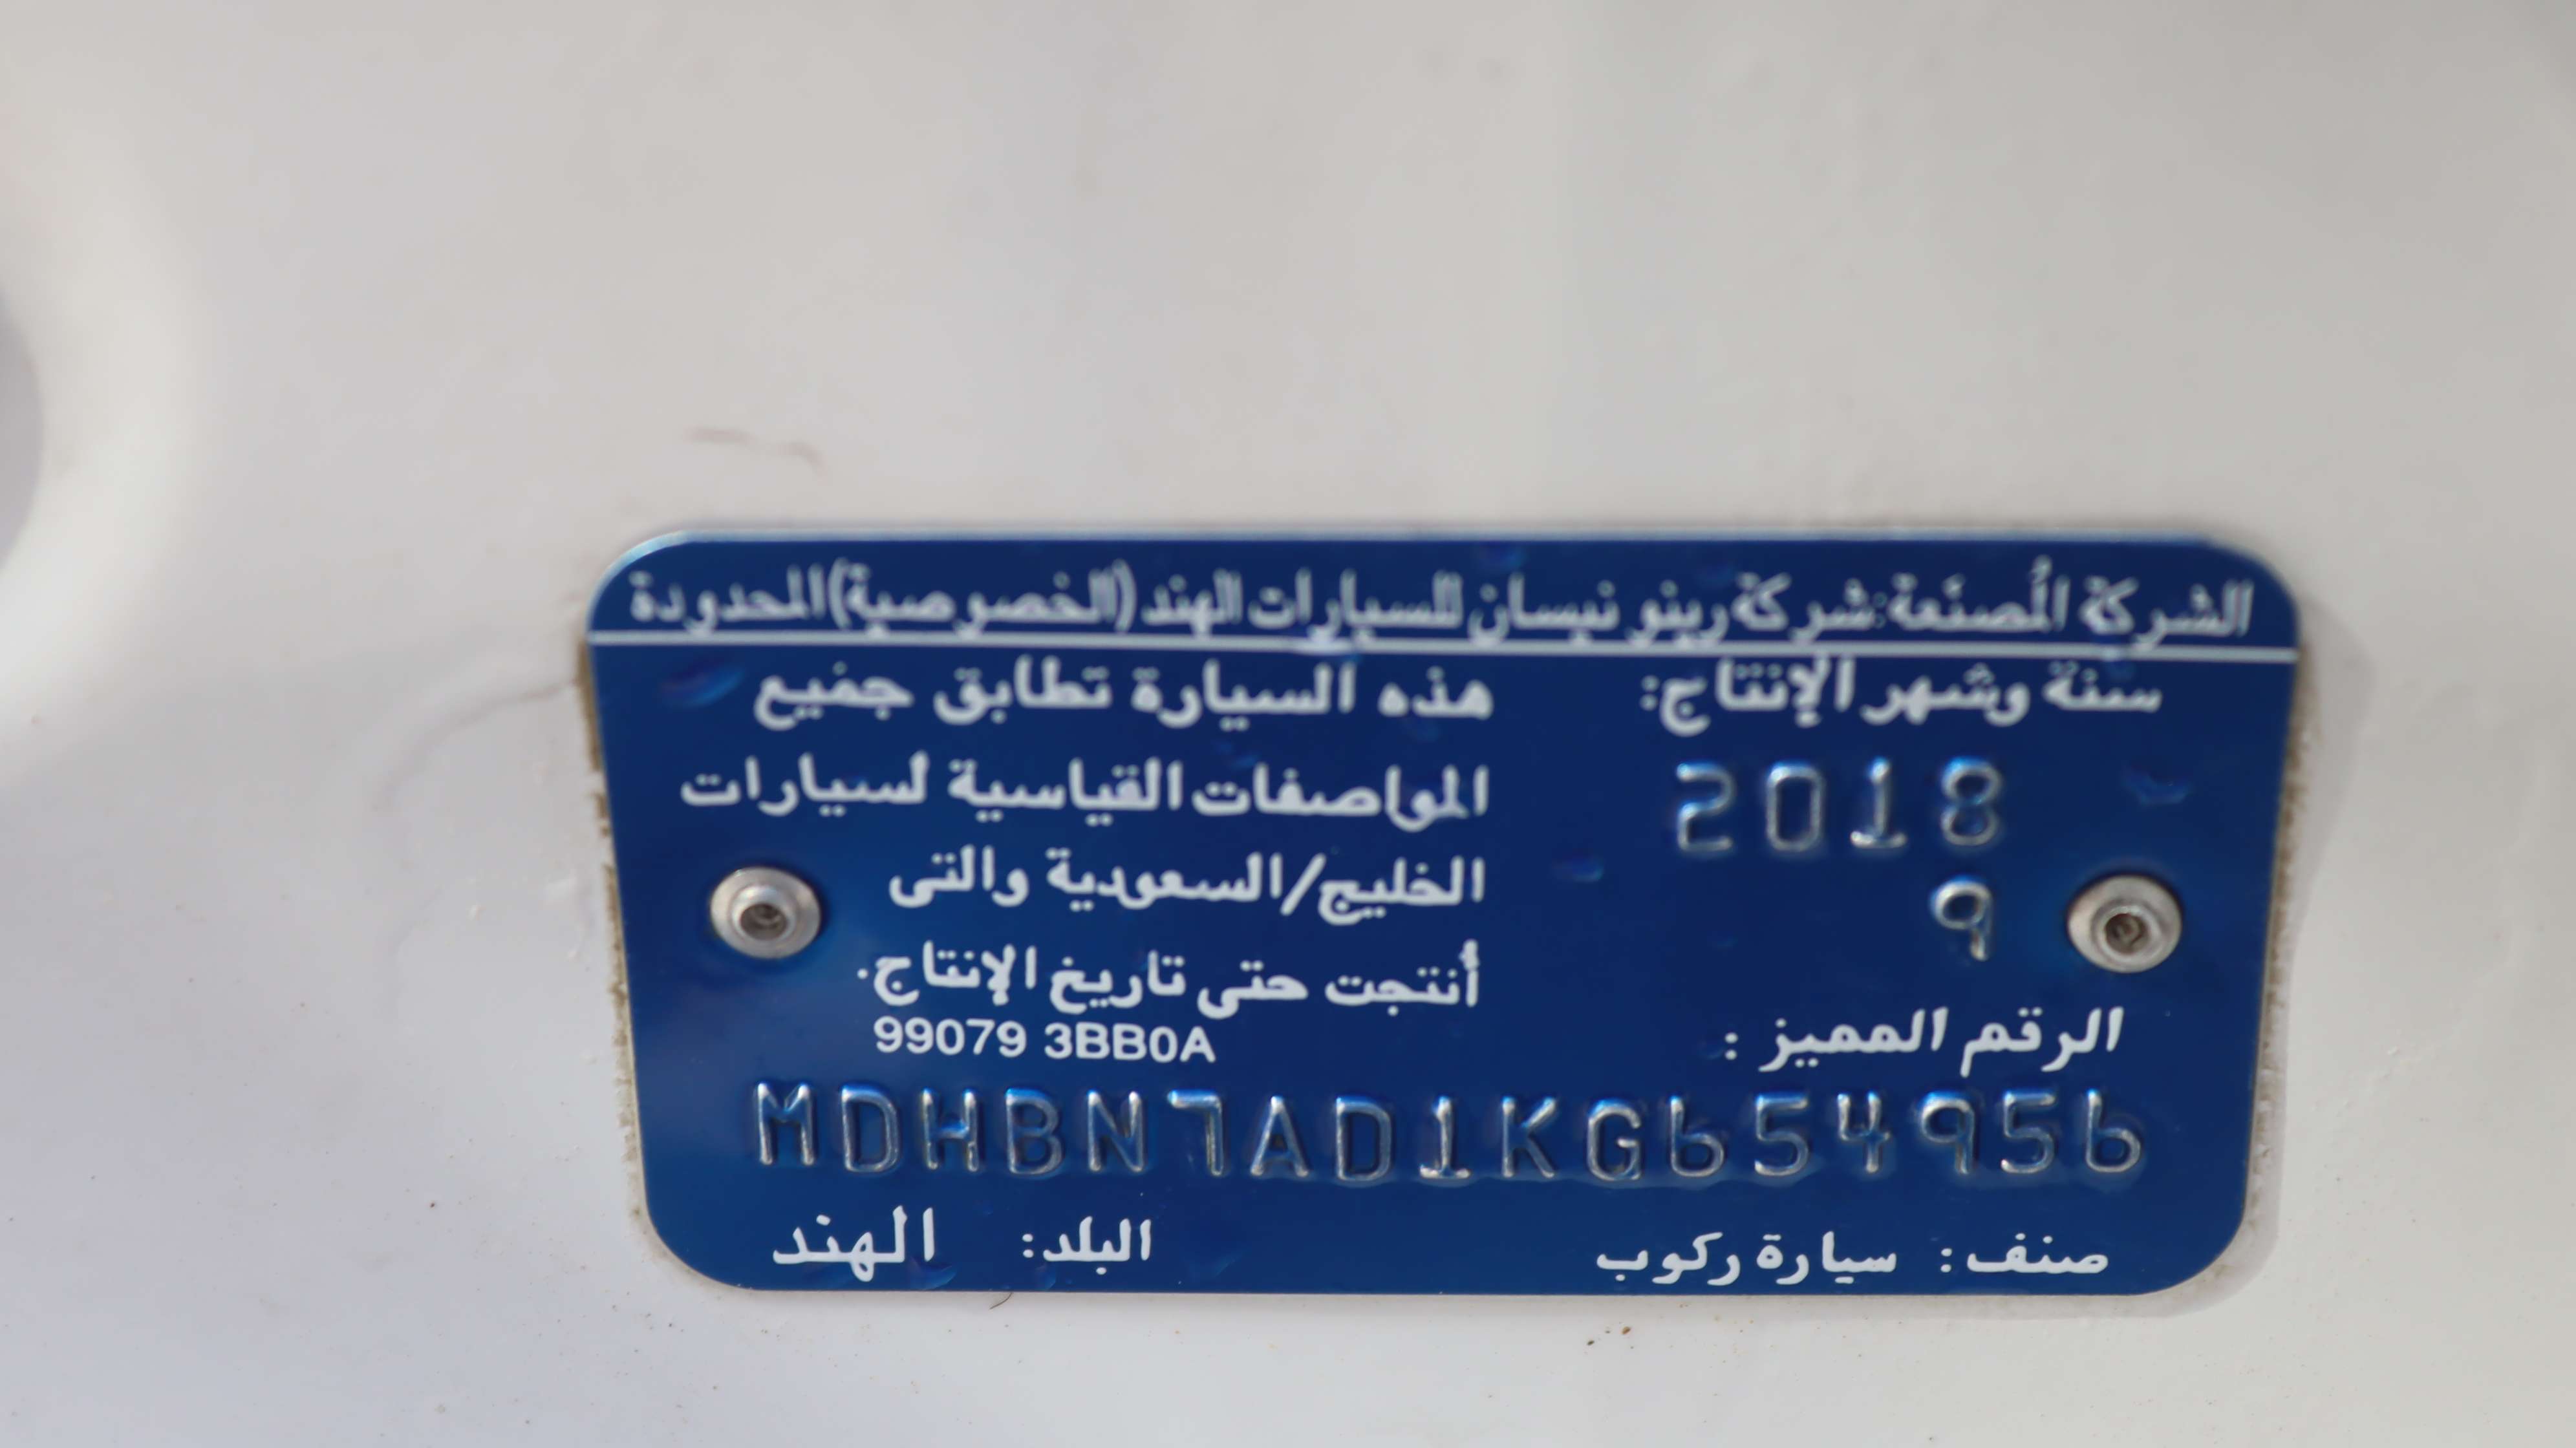 الشركة المُصنّعة: شركة رينو نيسان للسيارات الهند (الخصوصية) المحدودة
سنة وشهر الإنتاج:
2018
9
هذه السيارة تطابق جميع
المواصفات القياسية لسيارات
الخليج/السعودية والتى
أنتجت حتى تاريخ الإنتاج.
99079 3BB0A
الرقم المميز :
MDHBN7AD1KG654956
صنف: سيارة ركوب
البلد: الهند